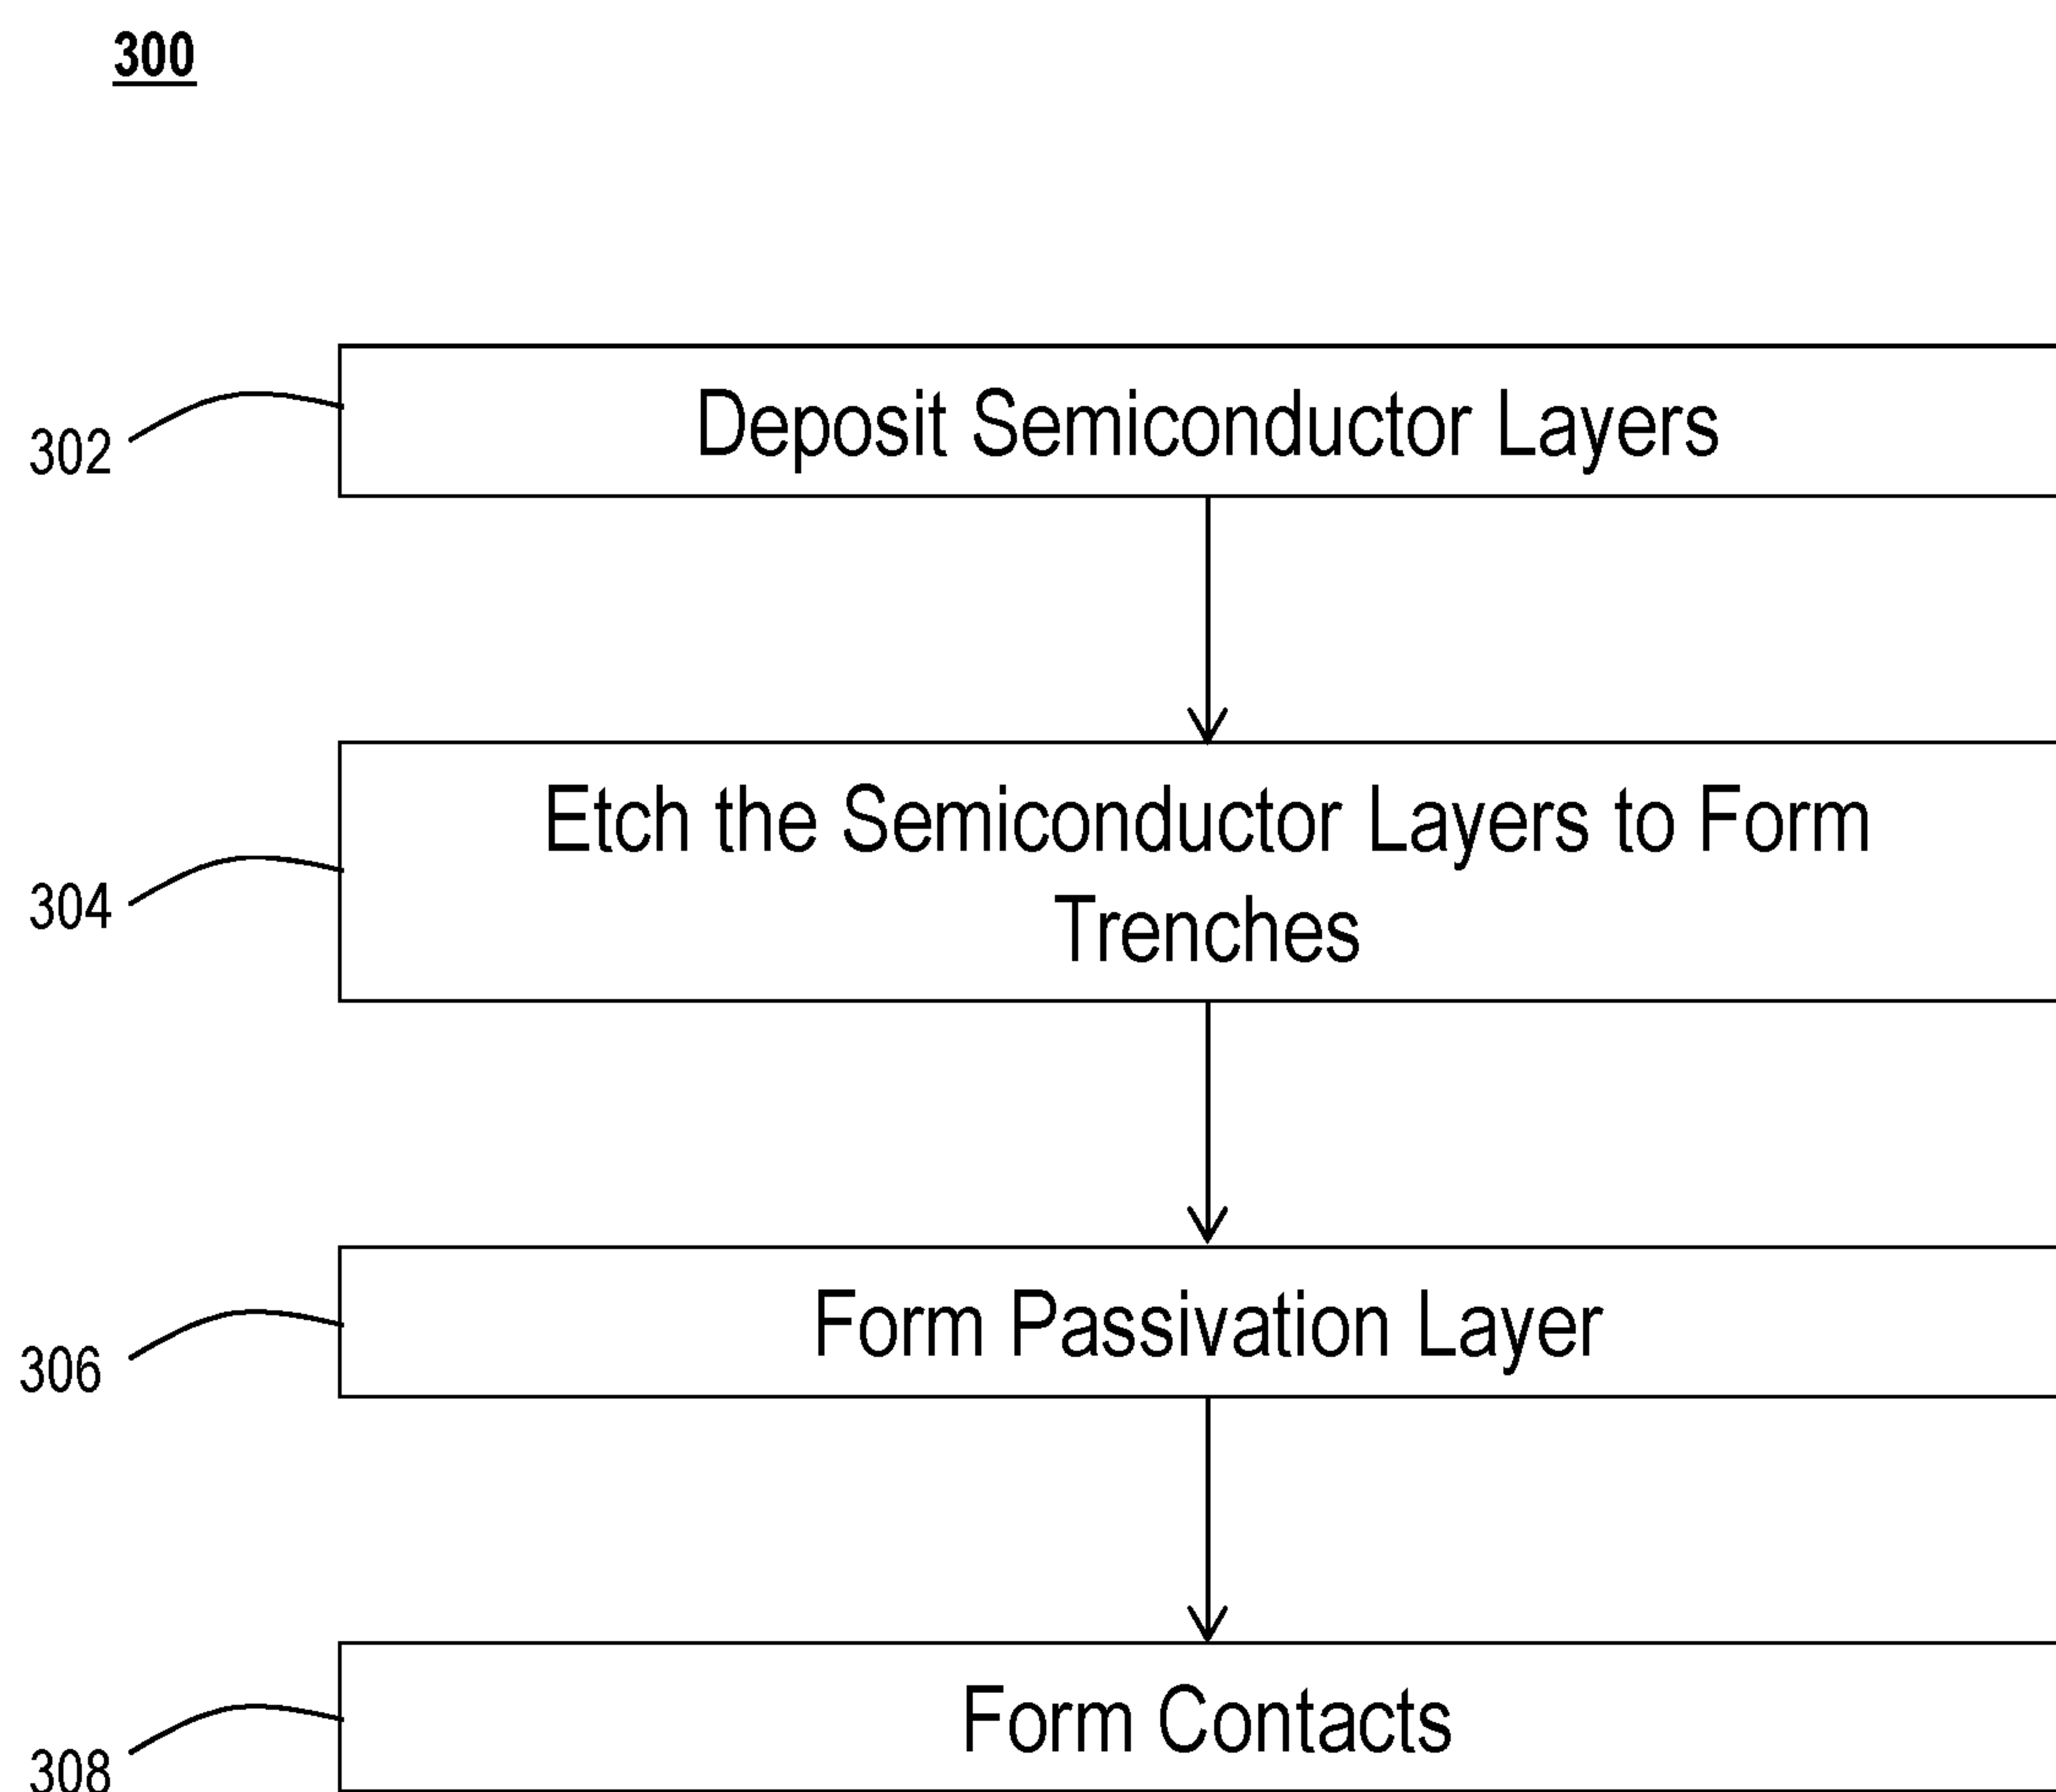 300
302
Deposit Semiconductor Layers
304
Etch the Semiconductor Layers to Form
Trenches
306
Form Passivation Layer
308
Form Contacts